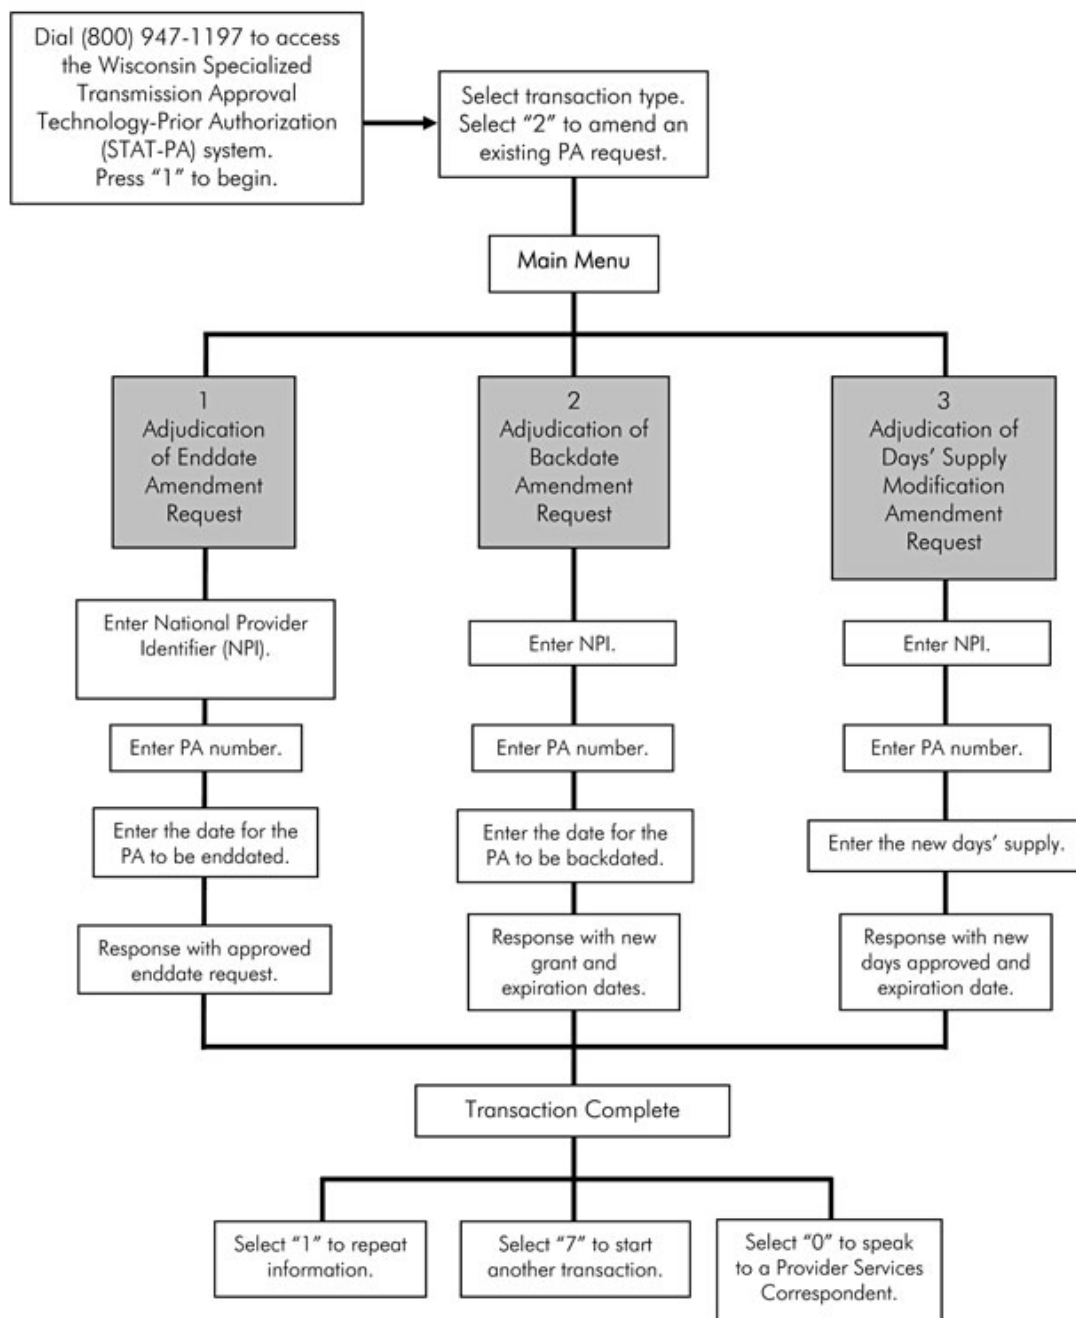 Dial (800) 947-1197 to access
the Wisconsin Specialized
Transmission Approval
Technology-Prior Authorization
(STAT-PA) system.
Press “1” to begin.
Select transaction type.
Select “2” to amend an
existing PA request.
Main Menu
1
Adjudication
of Enddate
Amendment
Request
2
Adjudication of
Backdate
Amendment
Request
3
Adjudication of
Days’ Supply
Modification
Amendment
Request
Enter National Provider
Identifier (NPI).
Enter NPI.
Enter NPI.
Enter PA number.
Enter PA number.
Enter PA number.
Enter the date for the
PA to be enddated.
Enter the date for the
PA to be backdated.
Enter the new days’ supply.
Response with approved
enddate request.
Response with new
grant and
expiration dates.
Response with new
days approved and
expiration date.
Transaction Complete
Select “1” to repeat
information.
Select “7” to start
another transaction.
Select “0” to speak
to a Provider Services
Correspondent.